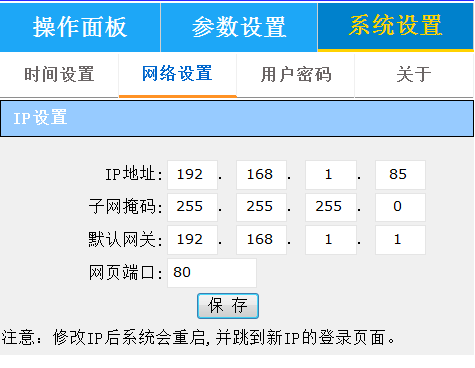 操作面板 参数设置 系统设置
时间设置 网络设置 用户密码 关于
IP设置
IP地址: 192 . 168 . 1 . 85
子网掩码: 255 . 255 . 255 . 0
默认网关: 192 . 168 . 1 . 1
网页端口: 80
保 存
注意：修改IP后系统会重启,并跳到新IP的登录页面。